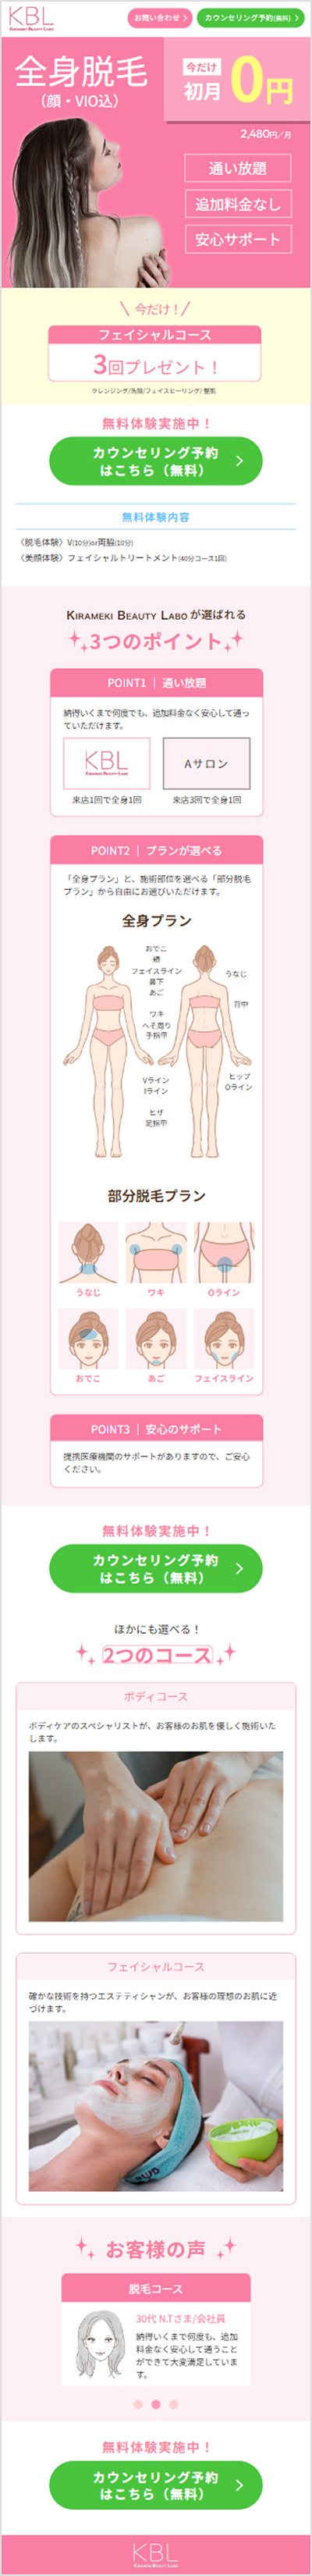 KBL
KIRAMEKI BEAUTY LABO
お問い合わせ
カウンセリング予約(無料)
全身脱毛
（顔・VIO込）
今だけ
初月
0円
2,480円／月
通い放題
追加料金なし
安心サポート
今だけ！
フェイシャルコース
3回プレゼント！
クレンジング/洗顔/フェイスヒーリング/ 整肌
無料体験実施中！
カウンセリング予約
はこちら（無料）
無料体験内容
〈脱毛体験〉V(10分)or両脇(10分)
〈美顔体験〉フェイシャルトリートメント(40分コース1回)
KIRAMEKI BEAUTY LABO が選ばれる
3つのポイント
POINT1 ｜ 通い放題
納得いくまで何度でも、追加料金なく安心して通っ
ていただけます。
KBL
KIRAMEKI BEAUTY LABO
Aサロン
来店1回で全身1回
来店3回で全身1回
POINT2 ｜ プランが選べる
「全身プラン」と、施術部位を選べる「部分脱毛
プラン」から自由にお選びいただけます。
全身プラン
おでこ
頬
フェイスライン
鼻下
あご
うなじ
背中
ワキ
へそ周り
手指甲
Vライン
Iライン
ヒップ
Oライン
ヒザ
足指甲
部分脱毛プラン
うなじ
ワキ
Oライン
おでこ
あご
フェイスライン
POINT3 ｜ 安心のサポート
提携医療機関のサポートがありますので、ご安心
ください。
無料体験実施中！
カウンセリング予約
はこちら（無料）
ほかにも選べる！
2つのコース
ボディコース
ボディケアのスペシャリストが、お客様のお肌を優しく施術いた
します。
フェイシャルコース
確かな技術を持つエステティシャンが、お客様の理想のお肌に近
づけます。
お客様の声
脱毛コース
30代 N.Tさま/会社員
納得いくまで何度も、追加
料金なく安心して通うこと
ができて大変満足していま
す。
無料体験実施中！
カウンセリング予約
はこちら（無料）
KBL
KIRAMEKI BEAUTY LABO